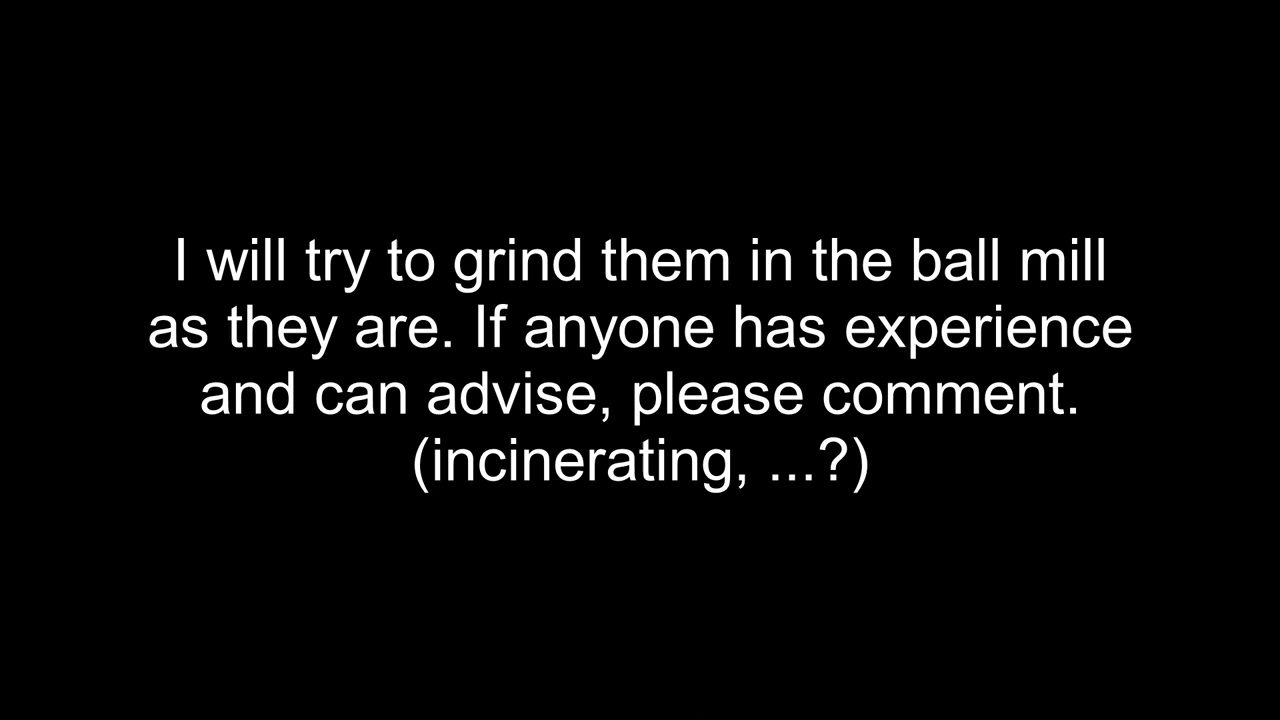 I will try to grind them in the ball mill
as they are. If anyone has experience
and can advise, please comment.
(incinerating, ...?)